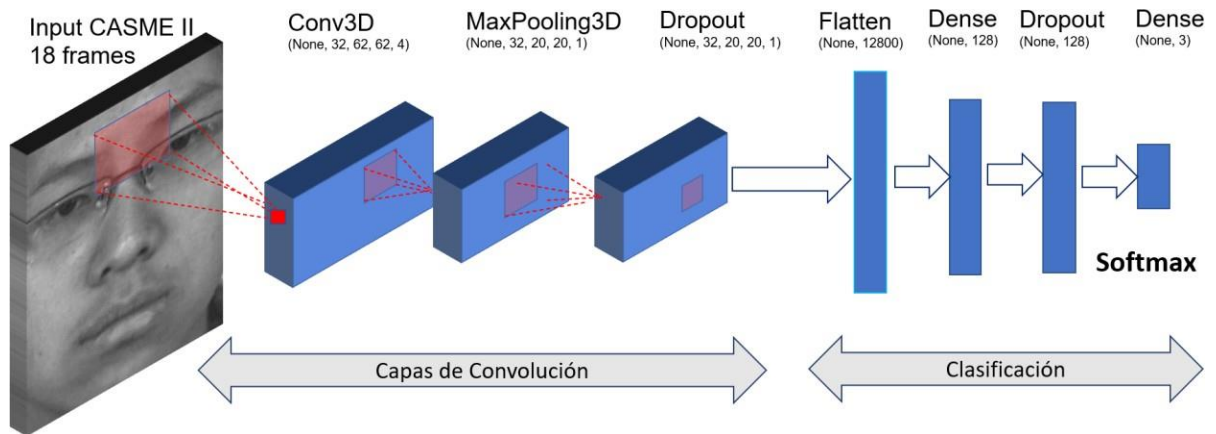 Input CASME II
18 frames
Conv3D
(None, 32, 62, 62, 4)
MaxPooling3D
(None, 32, 20, 20, 1)
Dropout
(None, 32, 20, 20, 1)
Flatten
(None, 12800)
Dense
(None, 128)
Dropout
(None, 128)
Dense
(None, 3)
Softmax
Capas de Convolución
Clasificación